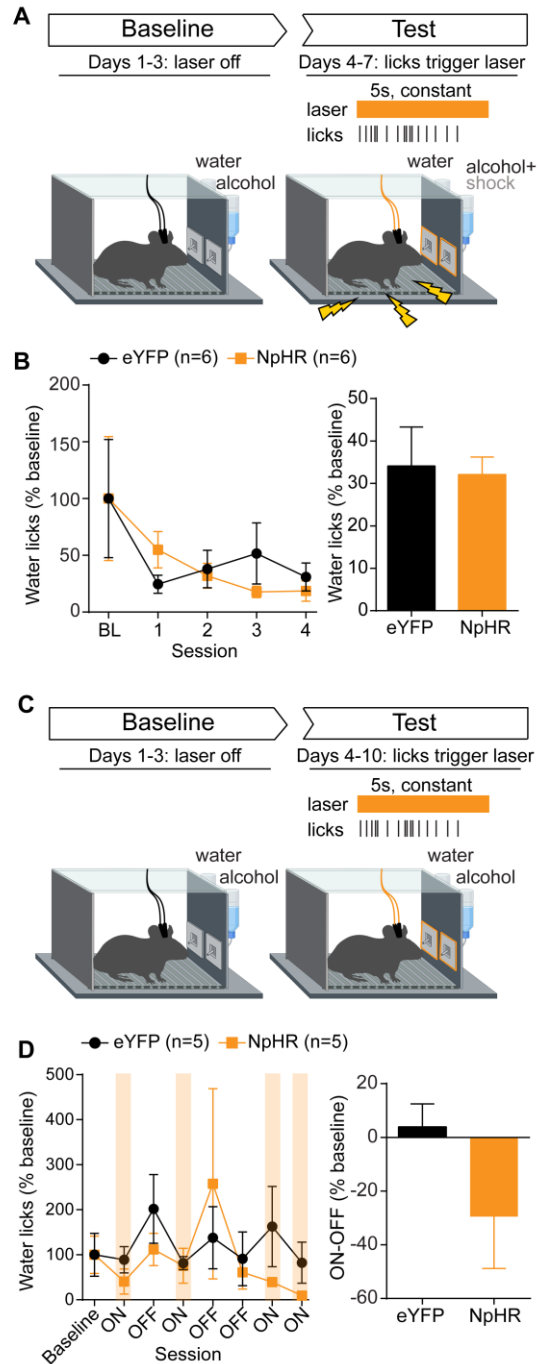 A
Baseline
Test
Days 1-3: laser off
Days 4-7: licks trigger laser
5s, constant
laser
licks
water
alcohol
water
alcohol+
shock
B
eYFP (n=6)
NpHR (n=6)
Water licks (% baseline)
200
150
100
50
0
BL
1
2
3
4
Session
Water licks (% baseline)
50
40
30
20
10
0
eYFP
NpHR
C
Baseline
Test
Days 1-3: laser off
Days 4-10: licks trigger laser
5s, constant
laser
licks
water
alcohol
water
alcohol
D
eYFP (n=5)
NpHR (n=5)
Water licks (% baseline)
500
400
300
200
100
0
Baseline
ON
OFF
ON
OFF
OFF
ON
ON
Session
ON-OFF (% baseline)
20
0
-20
-40
-60
eYFP
NpHR